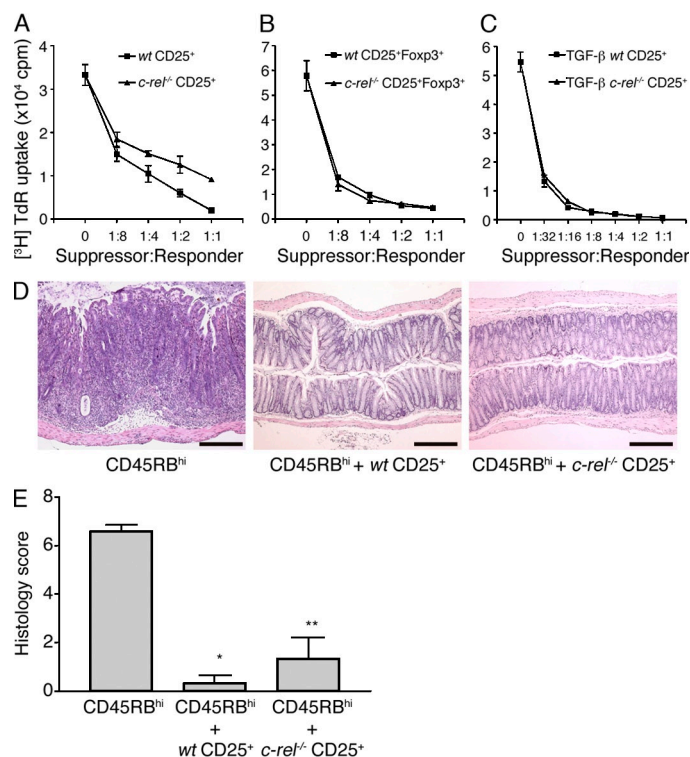 A
B
C
[³H] TdR uptake (x10⁴ cpm)
4
3
2
1
0
wt CD25⁺
c-rel⁻/⁻ CD25⁺
0 1:8 1:4 1:2 1:1
Suppressor:Responder
7
6
5
4
3
2
1
0
wt CD25⁺Foxp3⁺
c-rel⁻/⁻ CD25⁺Foxp3⁺
0 1:8 1:4 1:2 1:1
Suppressor:Responder
6
5
4
3
2
1
0
TGF-β wt CD25⁺
TGF-β c-rel⁻/⁻ CD25⁺
0 1:32 1:16 1:8 1:4 1:2 1:1
Suppressor:Responder
D
CD45RBʰⁱ
CD45RBʰⁱ + wt CD25⁺
CD45RBʰⁱ + c-rel⁻/⁻ CD25⁺
E
Histology score
8
6
4
2
0
*
**
CD45RBʰⁱ
CD45RBʰⁱ
+
wt CD25⁺
CD45RBʰⁱ
+
c-rel⁻/⁻ CD25⁺